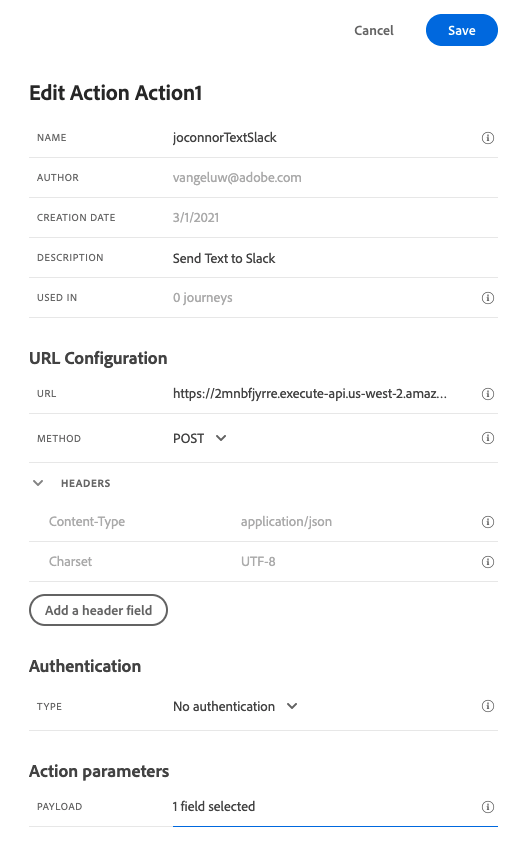 Cancel Save
Edit Action Action1
NAME joconnorTextSlack
AUTHOR vangeluw@adobe.com
CREATION DATE 3/1/2021
DESCRIPTION Send Text to Slack
USED IN 0 journeys
URL Configuration
URL https://2mnbfjyrre.execute-api.us-west-2.amaz...
METHOD POST
HEADERS
Content-Type application/json
Charset UTF-8
Add a header field
Authentication
TYPE No authentication
Action parameters
PAYLOAD 1 field selected